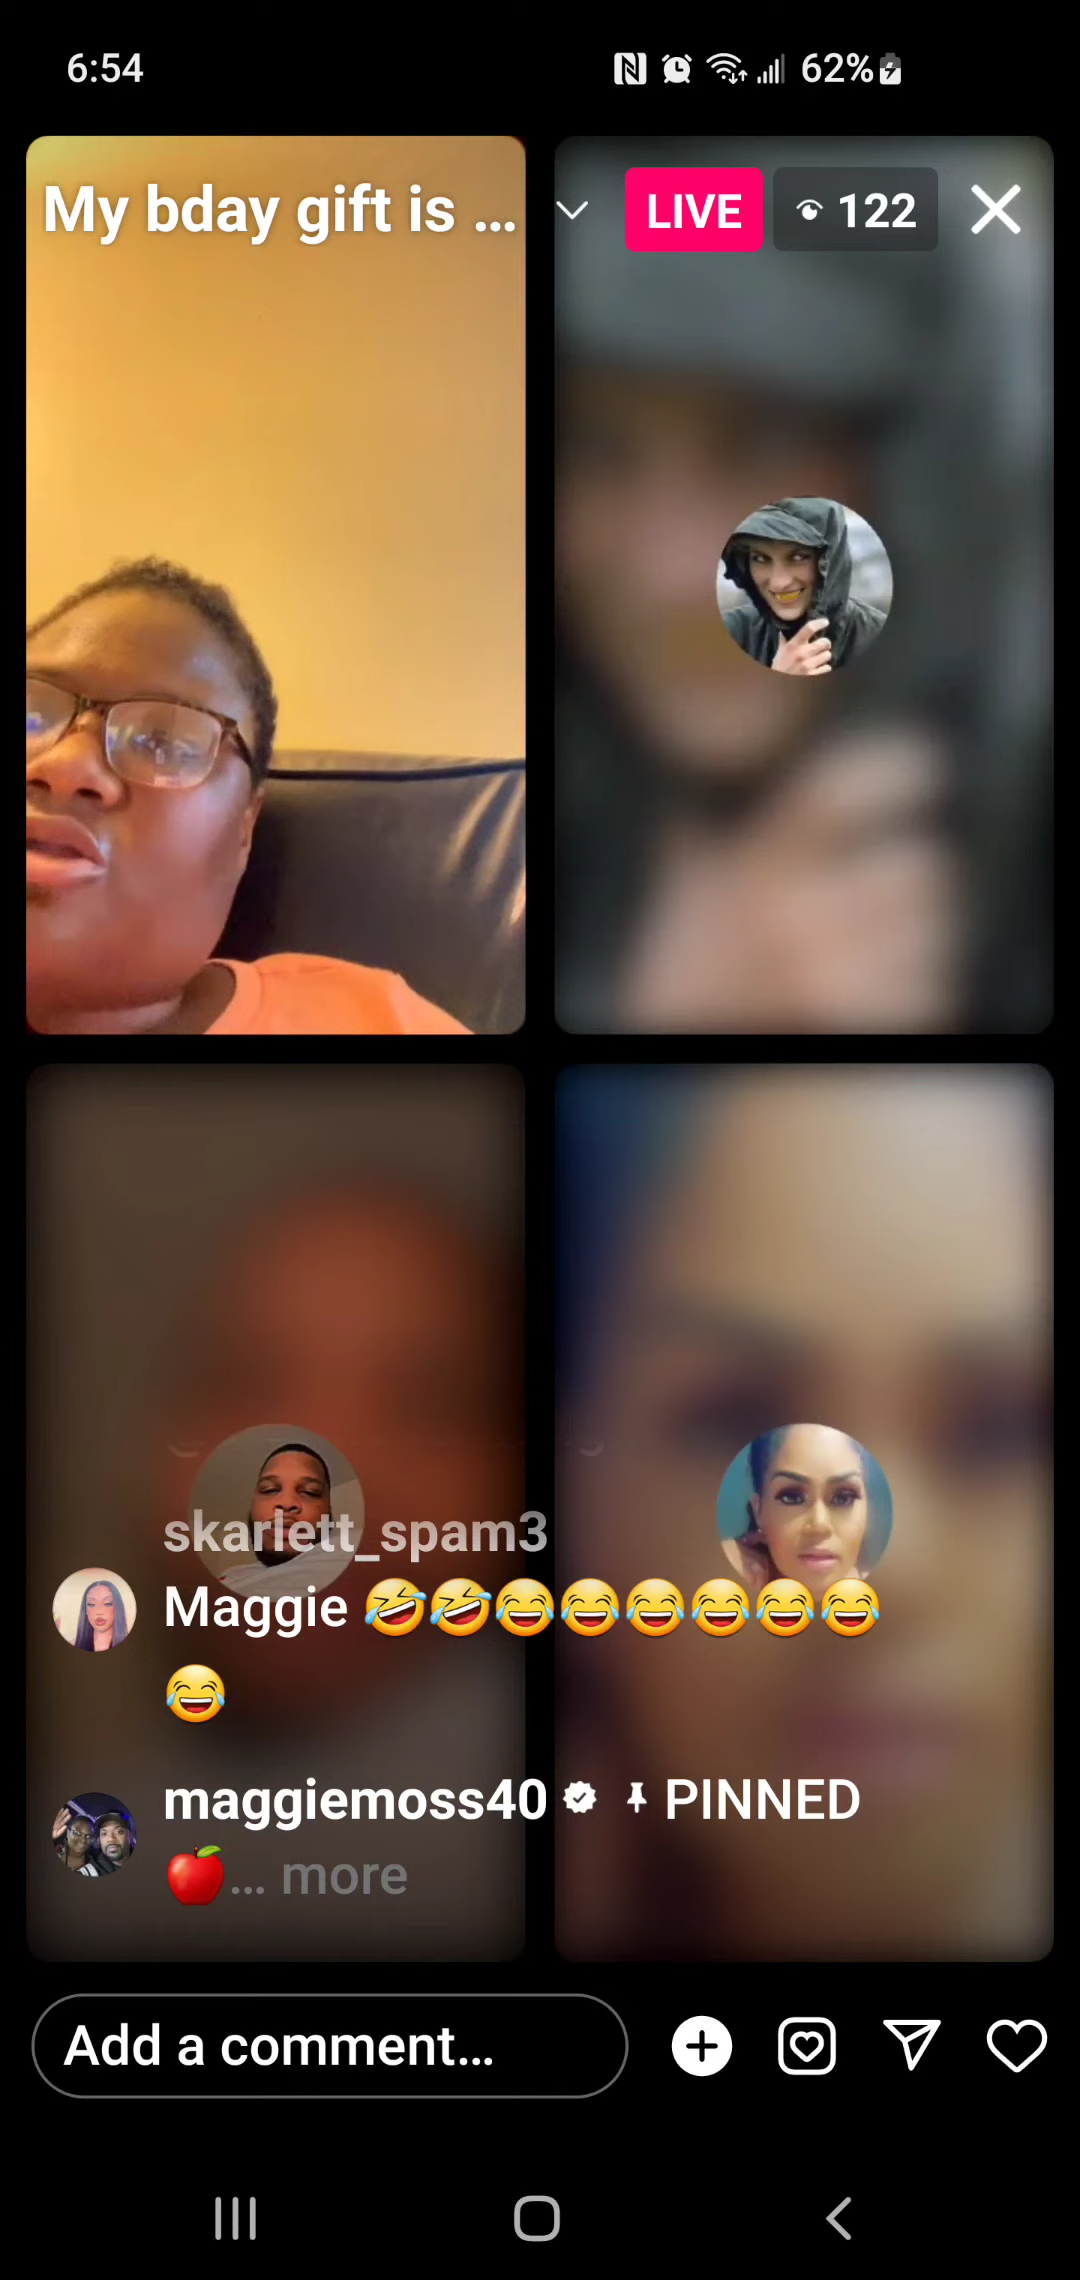 6:54
62%
My bday gift is ...
LIVE
122
skarlett_spam3
Maggie 🤣🤣😂😂😂😂😂😂
😂
maggiemoss40 PINNED
🍎... more
Add a comment...